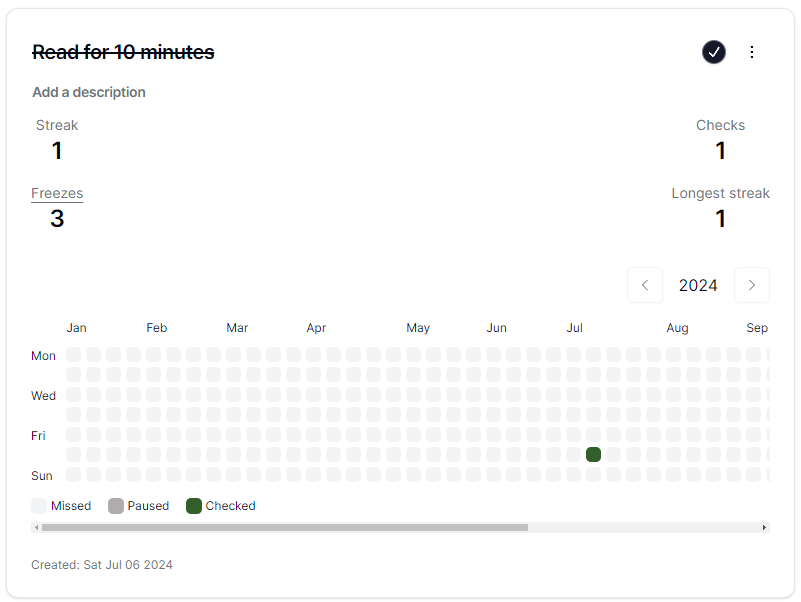 Read for 10 minutes
Add a description
Streak
1
Checks
1
Freezes
3
Longest streak
1
2024
Jan Feb Mar Apr May Jun Jul Aug Sep
Mon
Wed
Fri
Sun
Missed Paused Checked
Created: Sat Jul 06 2024